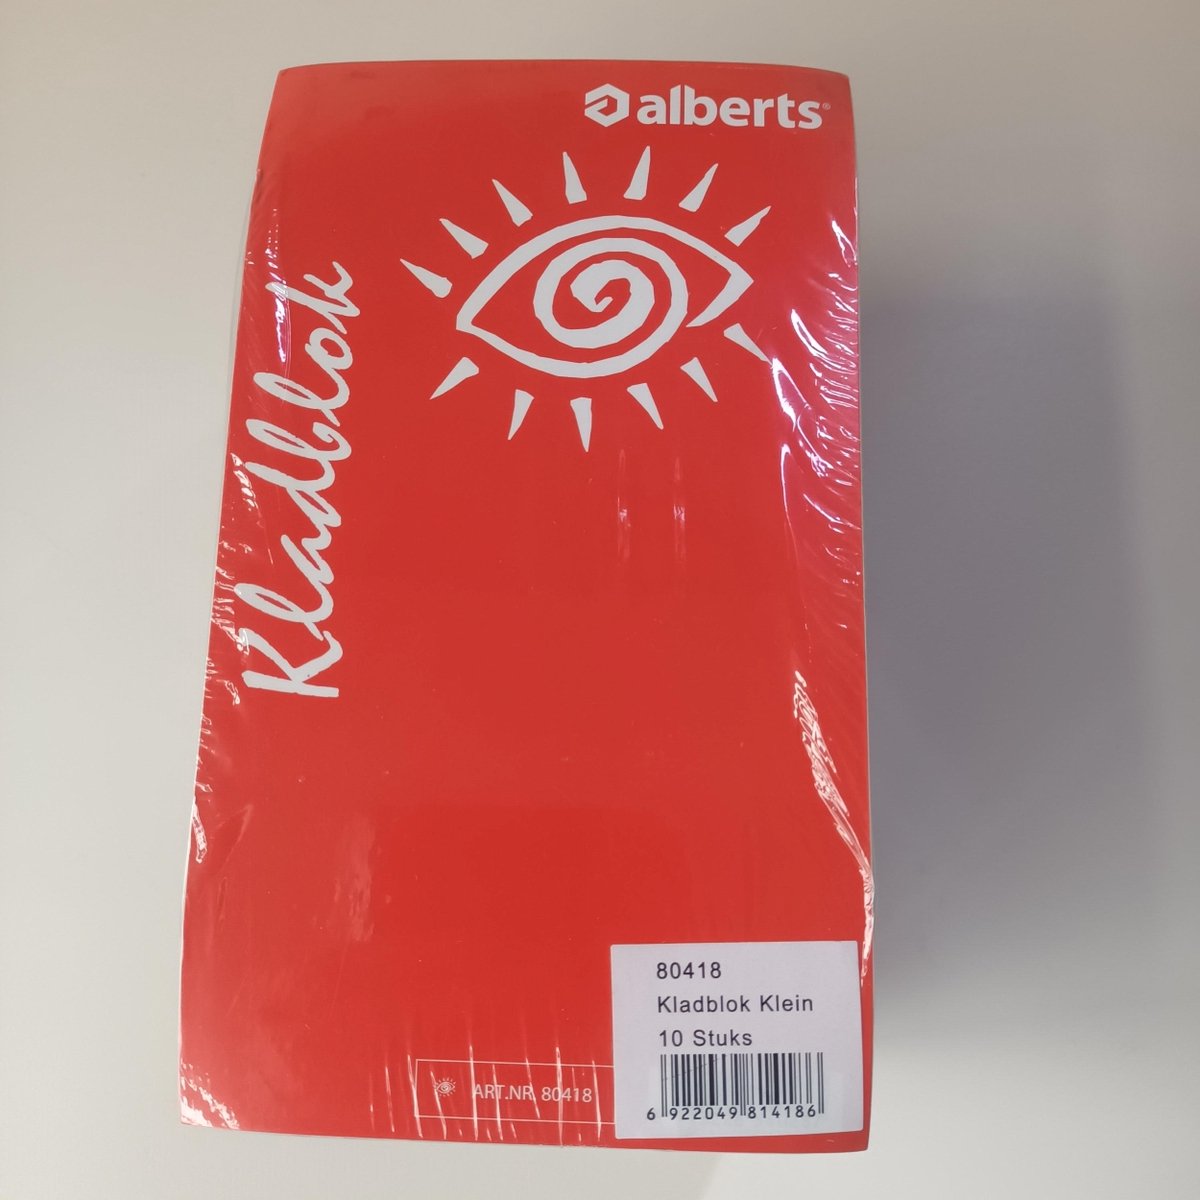 alberts®
Kladblok
80418
Kladblok Klein
10 Stuks
ART.NR. 80418
6 922049 814186